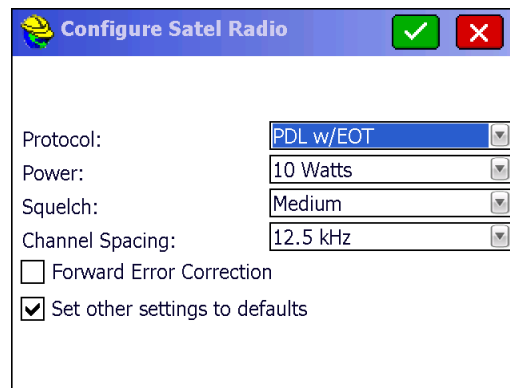 Configure Satel Radio
Protocol: PDL w/EOT
Power: 10 Watts
Squelch: Medium
Channel Spacing: 12.5 kHz
Forward Error Correction
Set other settings to defaults